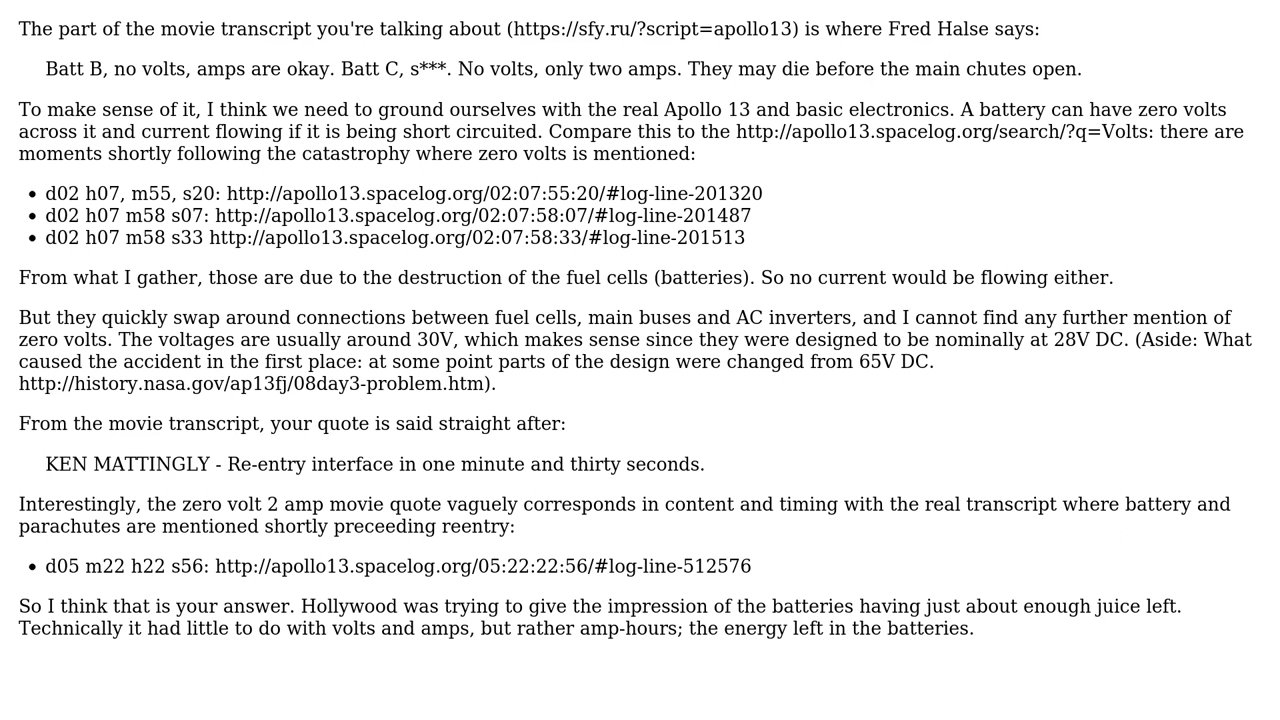 The part of the movie transcript you're talking about (https://sfy.ru/?script=apollo13) is where Fred Halse says:
Batt B, no volts, amps are okay. Batt C, s***. No volts, only two amps. They may die before the main chutes open.
To make sense of it, I think we need to ground ourselves with the real Apollo 13 and basic electronics. A battery can have zero volts
across it and current flowing if it is being short circuited. Compare this to the http://apollo13.spacelog.org/search/?q=Volts: there are
moments shortly following the catastrophy where zero volts is mentioned:
• d02 h07, m55, s20: http://apollo13.spacelog.org/02:07:55:20/#log-line-201320
• d02 h07 m58 s07: http://apollo13.spacelog.org/02:07:58:07/#log-line-201487
• d02 h07 m58 s33 http://apollo13.spacelog.org/02:07:58:33/#log-line-201513
From what I gather, those are due to the destruction of the fuel cells (batteries). So no current would be flowing either.
But they quickly swap around connections between fuel cells, main buses and AC inverters, and I cannot find any further mention of
zero volts. The voltages are usually around 30V, which makes sense since they were designed to be nominally at 28V DC. (Aside: What
caused the accident in the first place: at some point parts of the design were changed from 65V DC.
http://history.nasa.gov/ap13fj/08day3-problem.htm).
From the movie transcript, your quote is said straight after:
KEN MATTINGLY - Re-entry interface in one minute and thirty seconds.
Interestingly, the zero volt 2 amp movie quote vaguely corresponds in content and timing with the real transcript where battery and
parachutes are mentioned shortly preceeding reentry:
• d05 m22 h22 s56: http://apollo13.spacelog.org/05:22:22:56/#log-line-512576
So I think that is your answer. Hollywood was trying to give the impression of the batteries having just about enough juice left.
Technically it had little to do with volts and amps, but rather amp-hours; the energy left in the batteries.